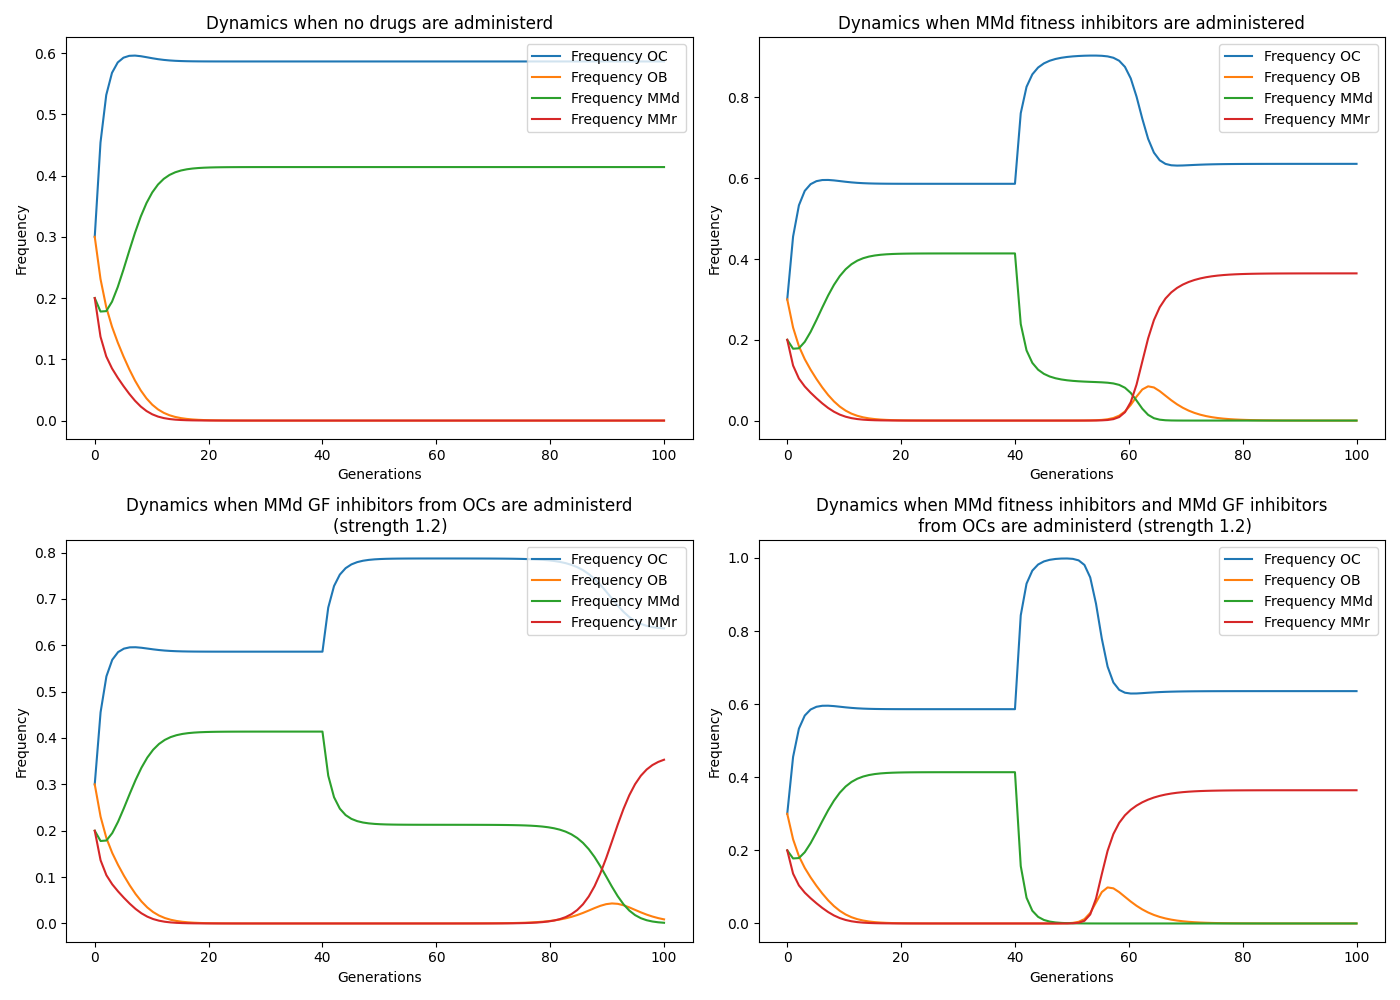 Dynamics when no drugs are administerd
Frequency
0.6
0.5
0.4
0.3
0.2
0.1
0.0
Frequency OC
Frequency OB
Frequency MMd
Frequency MMr
0 20 40 60 80 100
Generations
Dynamics when MMd fitness inhibitors are administered
Frequency
0.8
0.6
0.4
0.2
0.0
Frequency OC
Frequency OB
Frequency MMd
Frequency MMr
0 20 40 60 80 100
Generations
Dynamics when MMd GF inhibitors from OCs are administerd
(strength 1.2)
Frequency
0.8
0.7
0.6
0.5
0.4
0.3
0.2
0.1
0.0
Frequency OC
Frequency OB
Frequency MMd
Frequency MMr
0 20 40 60 80 100
Generations
Dynamics when MMd fitness inhibitors and MMd GF inhibitors
from OCs are administerd (strength 1.2)
Frequency
1.0
0.8
0.6
0.4
0.2
0.0
Frequency OC
Frequency OB
Frequency MMd
Frequency MMr
0 20 40 60 80 100
Generations